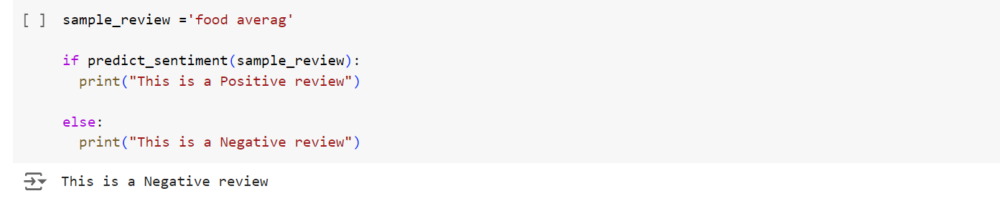 [ ] sample_review ='food averag'
if predict_sentiment(sample_review):
print("This is a Positive review")
else:
print("This is a Negative review")
This is a Negative review